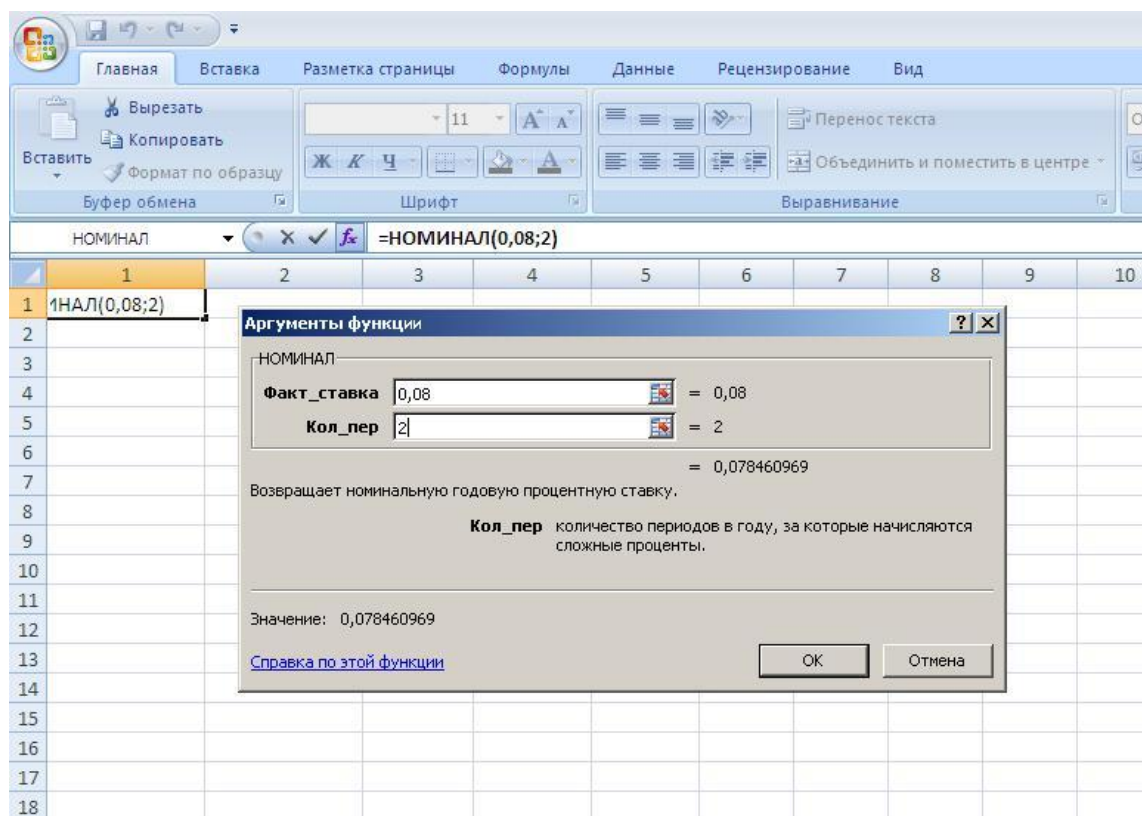 Главная Вставка Разметка страницы Формулы Данные Рецензирование Вид
Вырезать
Копировать
Вставить
Формат по образцу
Буфер обмена
11
Ж К Ч
Шрифт
Перенос текста
Объединить и поместить в центре
Выравнивание
НОМИНАЛ =НОМИНАЛ(0,08;2)
1 2 3 4 5 6 7 8 9 10
1 ИНАЛ(0,08;2)
2
3
4
5
6
7
8
9
10
11
12
13
14
15
16
17
18
Аргументы функции
НОМИНАЛ
Факт_ставка 0,08 = 0,08
Кол_пер 2 = 2
= 0,078460969
Возвращает номинальную годовую процентную ставку.
Кол_пер количество периодов в году, за которые начисляются
сложные проценты.
Значение: 0,078460969
Справка по этой функции OK Отмена